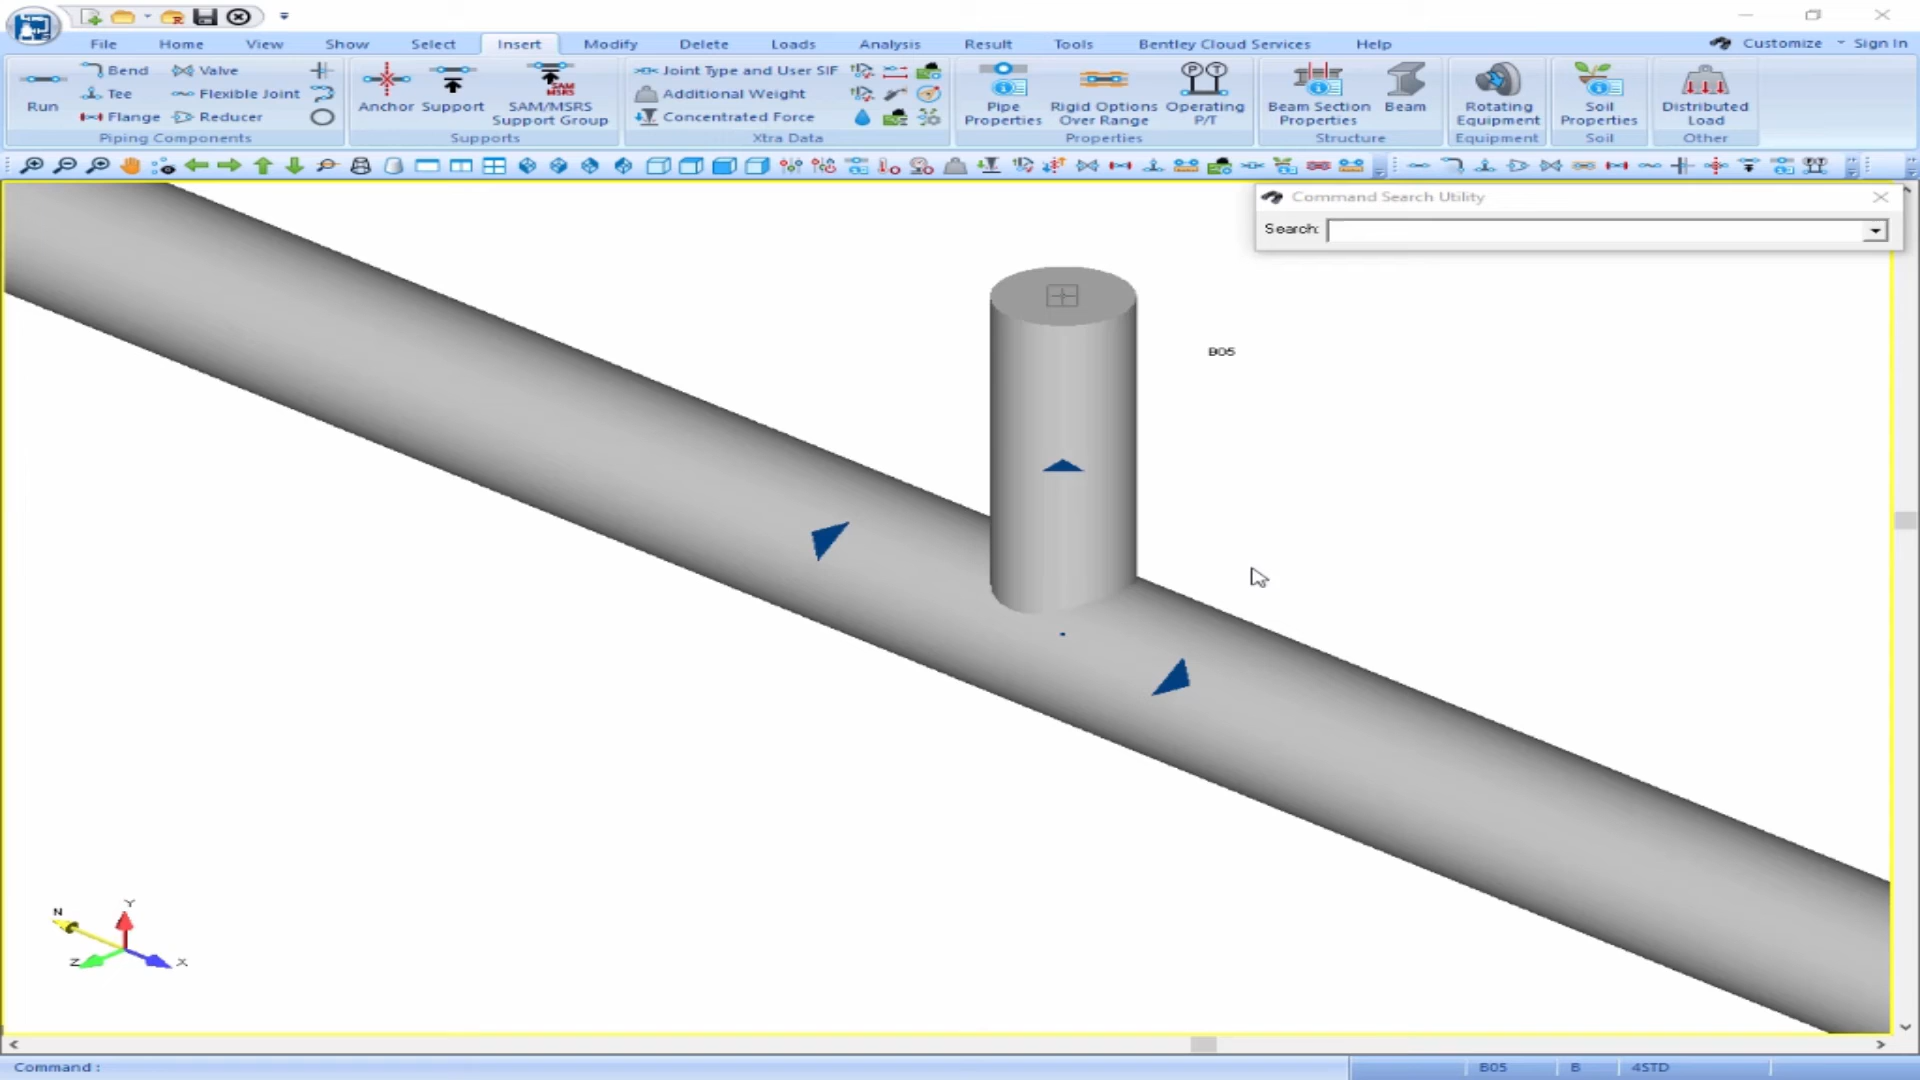 File Home View Show Select Insert Modify Delete Loads Analysis Result Tools Bentley Cloud Services Help Customize Sign In
Run
Bend
Tee
Flange
Valve
Flexible Joint
Reducer
Piping Components
Anchor
Support
SAM
MSRS
SAM/MSRS
Support Group
Supports
Joint Type and User SIF
Additional Weight
Concentrated Force
Xtra Data
Pipe
Properties
Rigid Options
Over Range
P T
Operating
P/T
Properties
Beam Section
Properties
Beam
Structure
Rotating
Equipment
Equipment
Soil
Properties
Soil
Distributed
Load
Other
Command Search Utility
Search:
B05
N
Y
Z
X
Command :
B05 B 4STD